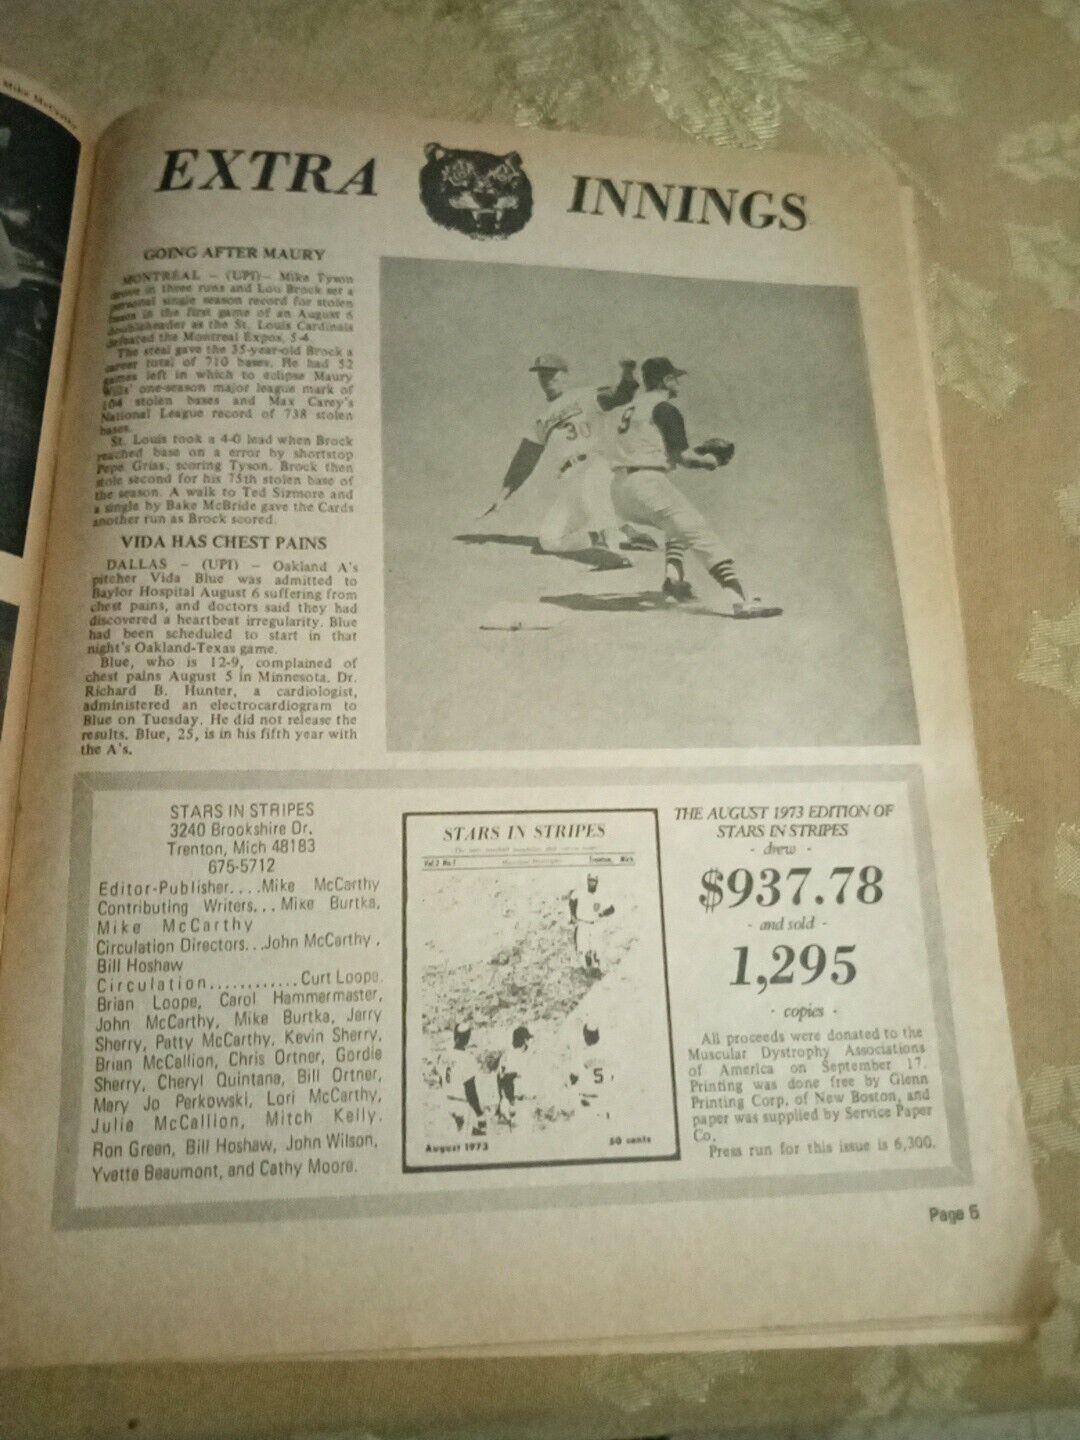 Mike McCarthy
EXTRA INNINGS
GOING AFTER MAURY
MONTREAL – (UPI)– Mike Tyson
drove in three runs and Lou Brock set a
personal single season record for stolen
bases in the first game of an August 6
doubleheader as the St. Louis Cardinals
defeated the Montreal Expos, 5-4.
The steal gave the 35-year-old Brock a
career total of 710 bases. He had 52
games left in which to eclipse Maury
Wills' one-season major league mark of
104 stolen bases and Max Carey's
National League record of 738 stolen
bases.
St. Louis took a 4-0 lead when Brock
reached base on a error by shortstop
Pepe Grias, scoring Tyson. Brock then
stole second for his 75th stolen base of
the season. A walk to Ted Sizmore and
a single by Bake McBride gave the Cards
another run as Brock scored.
VIDA HAS CHEST PAINS
DALLAS – (UPI) – Oakland A's
pitcher Vida Blue was admitted to
Baylor Hospital August 6 suffering from
chest pains, and doctors said they had
discovered a heartbeat irregularity. Blue
had been scheduled to start in that
night's Oakland-Texas game.
Blue, who is 12-9, complained of
chest pains August 5 in Minnesota. Dr.
Richard B. Hunter, a cardiologist,
administered an electrocardiogram to
Blue on Tuesday. He did not release the
results. Blue, 25, is in his fifth year with
the A's.
30
9
STARS IN STRIPES
3240 Brookshire Dr.
Trenton, Mich 48183
675-5712
Editor-Publisher....Mike McCarthy
Contributing Writers...Mike Burtka,
Mike McCarthy
Circulation Directors...John McCarthy,
Bill Hoshaw
Circulation............Curt Loope,
Brian Loope, Carol Hammermaster,
John McCarthy, Mike Burtka, Jerry
Sherry, Patty McCarthy, Kevin Sherry,
Brian McCallion, Chris Ortner, Gordie
Sherry, Cheryl Quintana, Bill Ortner,
Mary Jo Perkowski, Lori McCarthy,
Julie McCallion, Mitch Kelly.
Ron Green, Bill Hoshaw, John Wilson,
Yvette Beaumont, and Cathy Moore.
STARS IN STRIPES
Vol 2 No.1 Trenton, Mich.
5
August 1973 50 cents
THE AUGUST 1973 EDITION OF
STARS IN STRIPES
- drew -
$937.78
- and sold -
1,295
- copies -
All proceeds were donated to the
Muscular Dystrophy Associations
of America on September 17.
Printing was done free by Glenn
Printing Corp. of New Boston, and
paper was supplied by Service Paper
Co.
Press run for this issue is 6,300.
Page 5